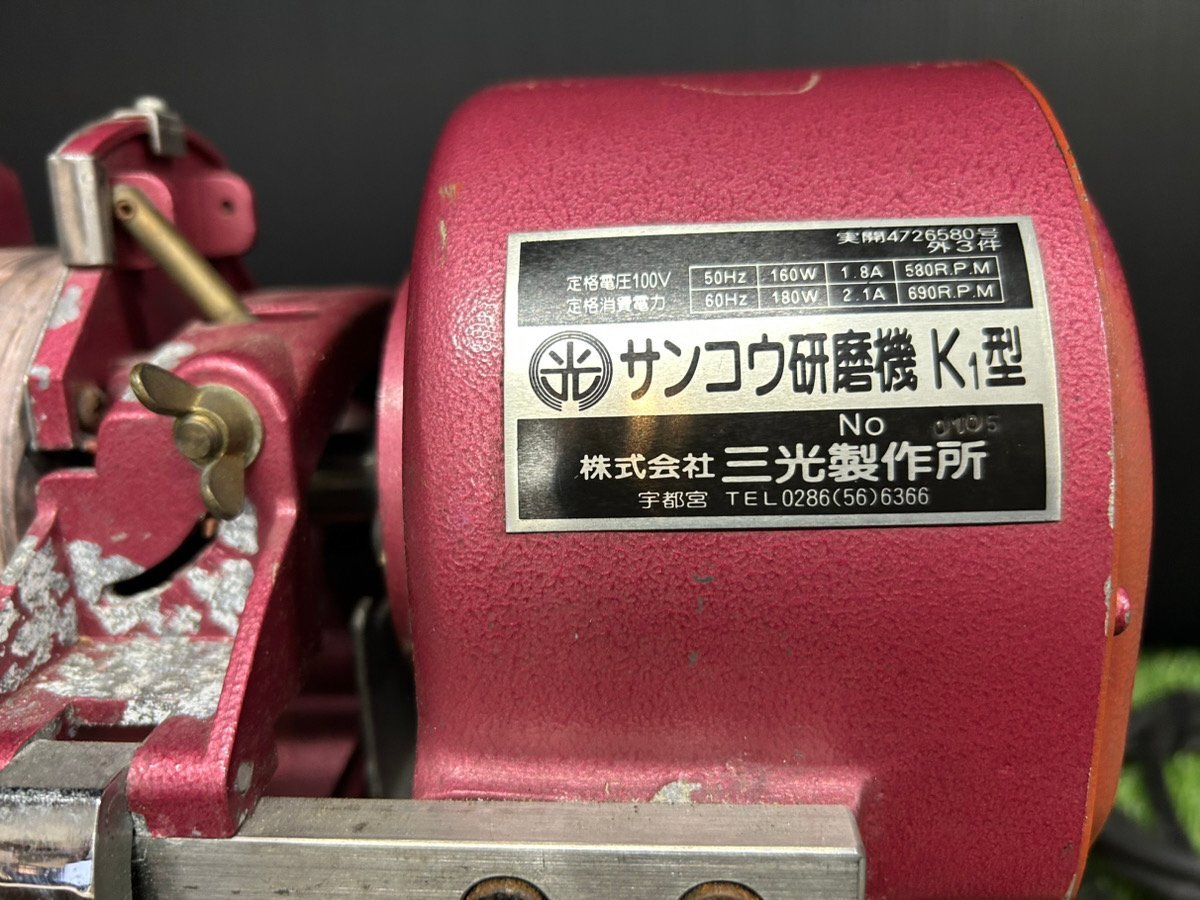 実開4726580号
外3件
定格電圧100V 50Hz 160W 1.8A 580R.P.M
定格消費電力 60Hz 180W 2.1A 690R.P.M
光 サンコウ研磨機 K1型
No 0105
株式会社 三光製作所
宇都宮 TEL0286(56)6366